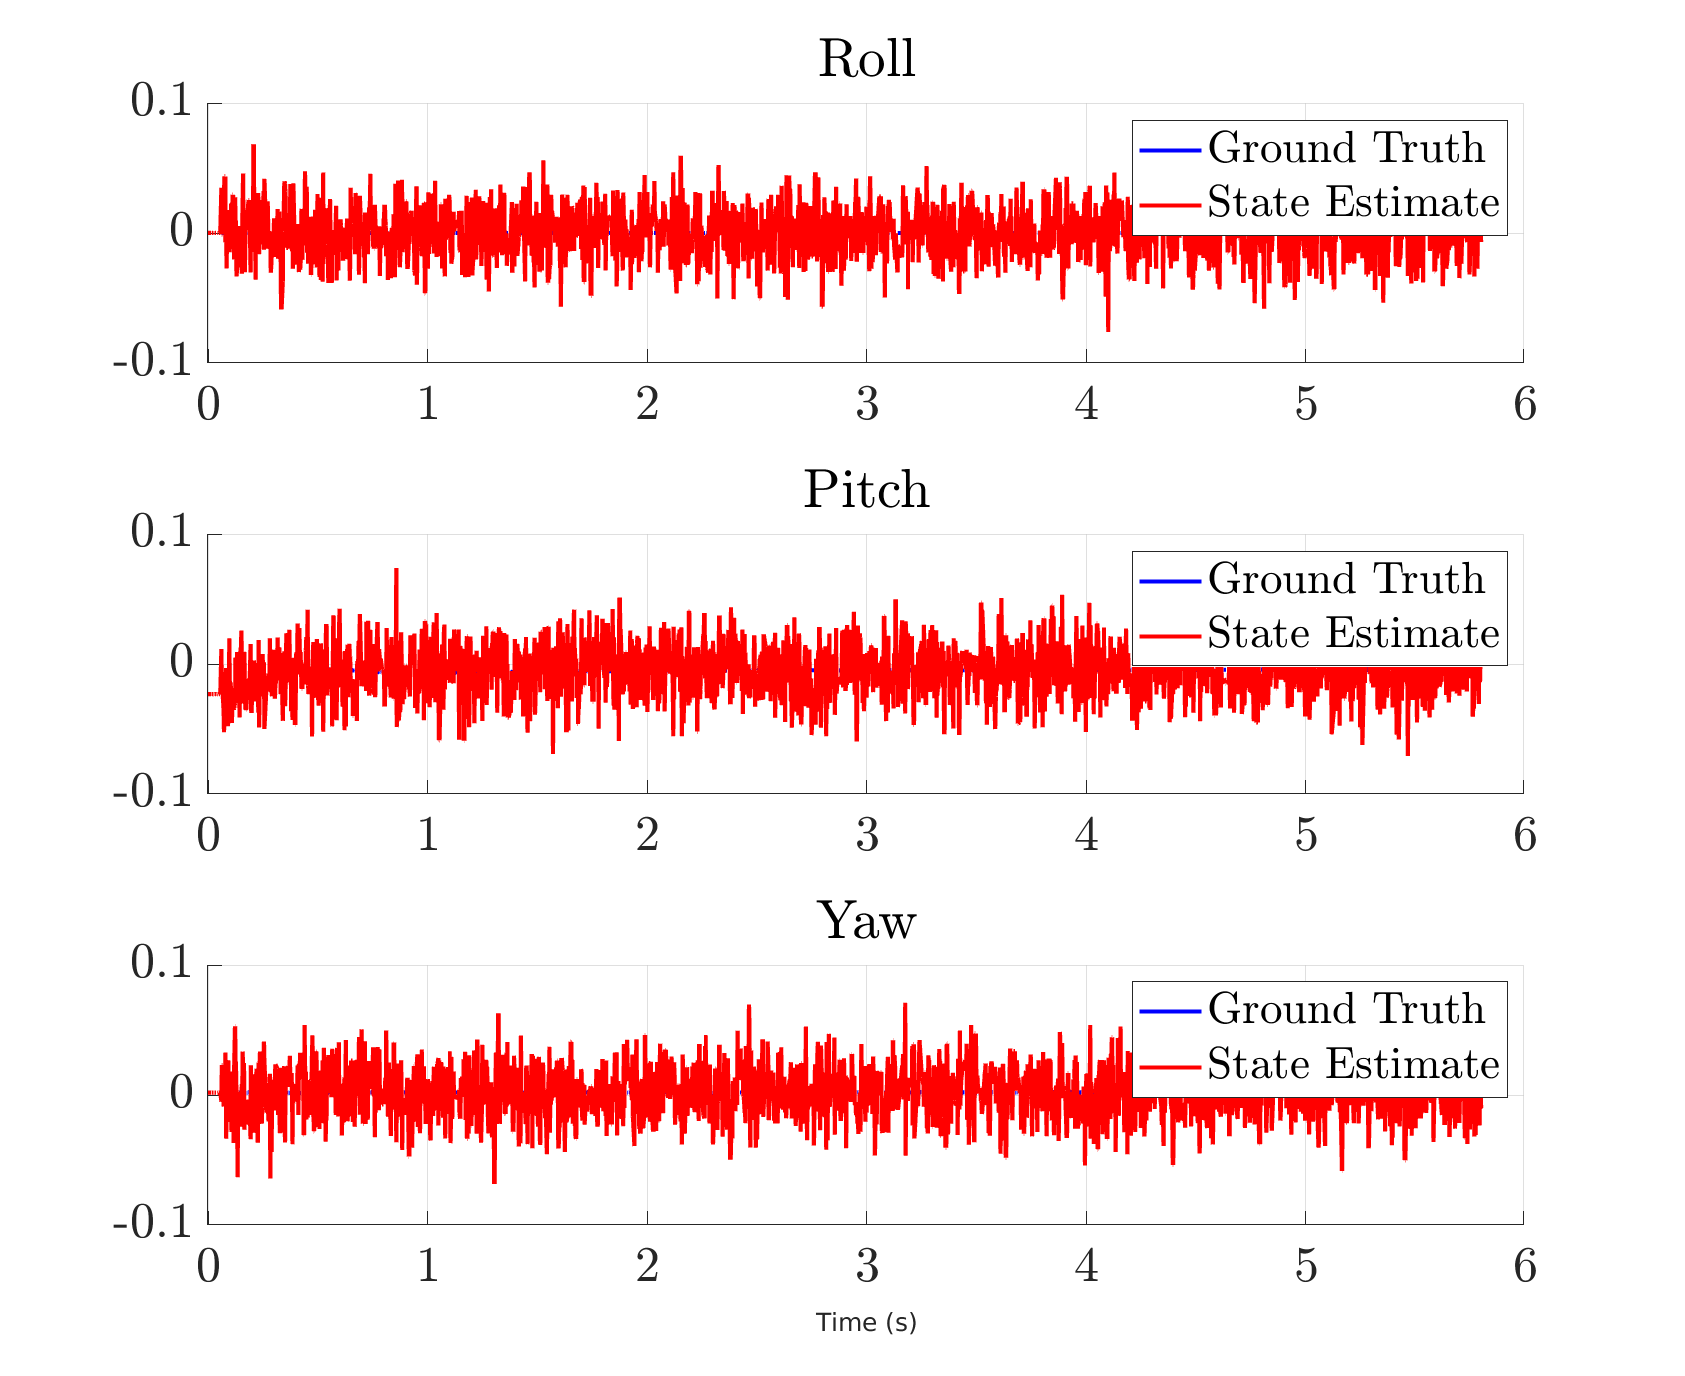 Roll
0.1
Ground Truth
State Estimate
0
-0.1
0 1 2 3 4 5 6
Pitch
0.1
Ground Truth
State Estimate
0
-0.1
0 1 2 3 4 5 6
Yaw
0.1
Ground Truth
State Estimate
0
-0.1
0 1 2 3 4 5 6
Time (s)